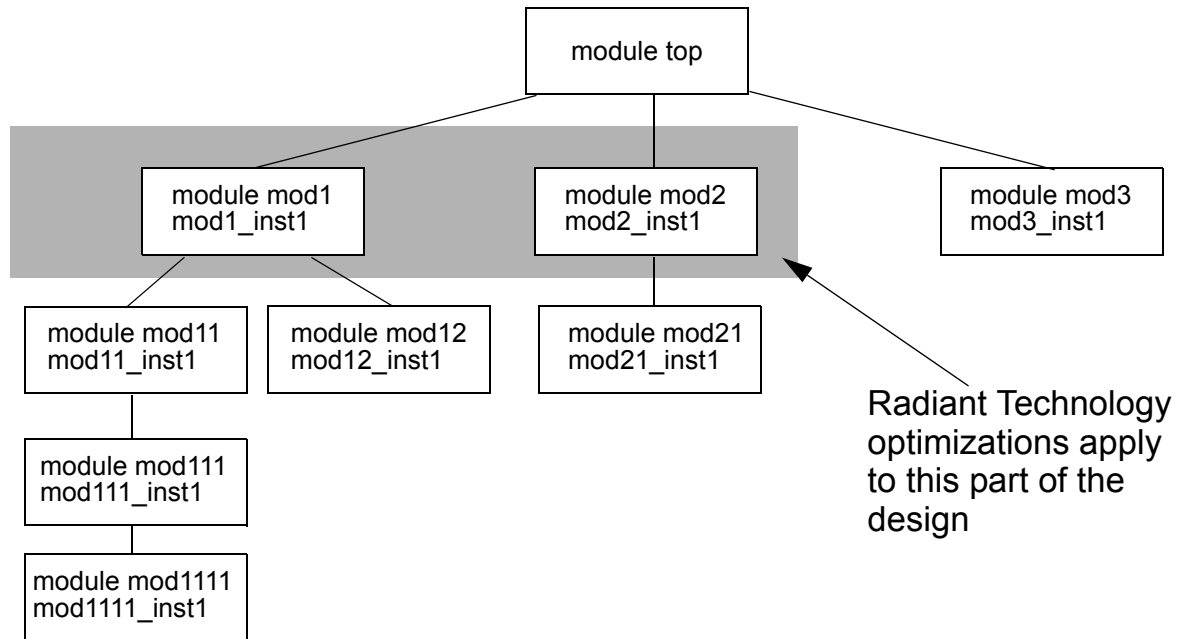 module top
module mod1
mod1_inst1
module mod2
mod2_inst1
module mod3
mod3_inst1
module mod11
mod11_inst1
module mod12
mod12_inst1
module mod21
mod21_inst1
Radiant Technology
optimizations apply
to this part of the
design
module mod111
mod111_inst1
module mod1111
mod1111_inst1